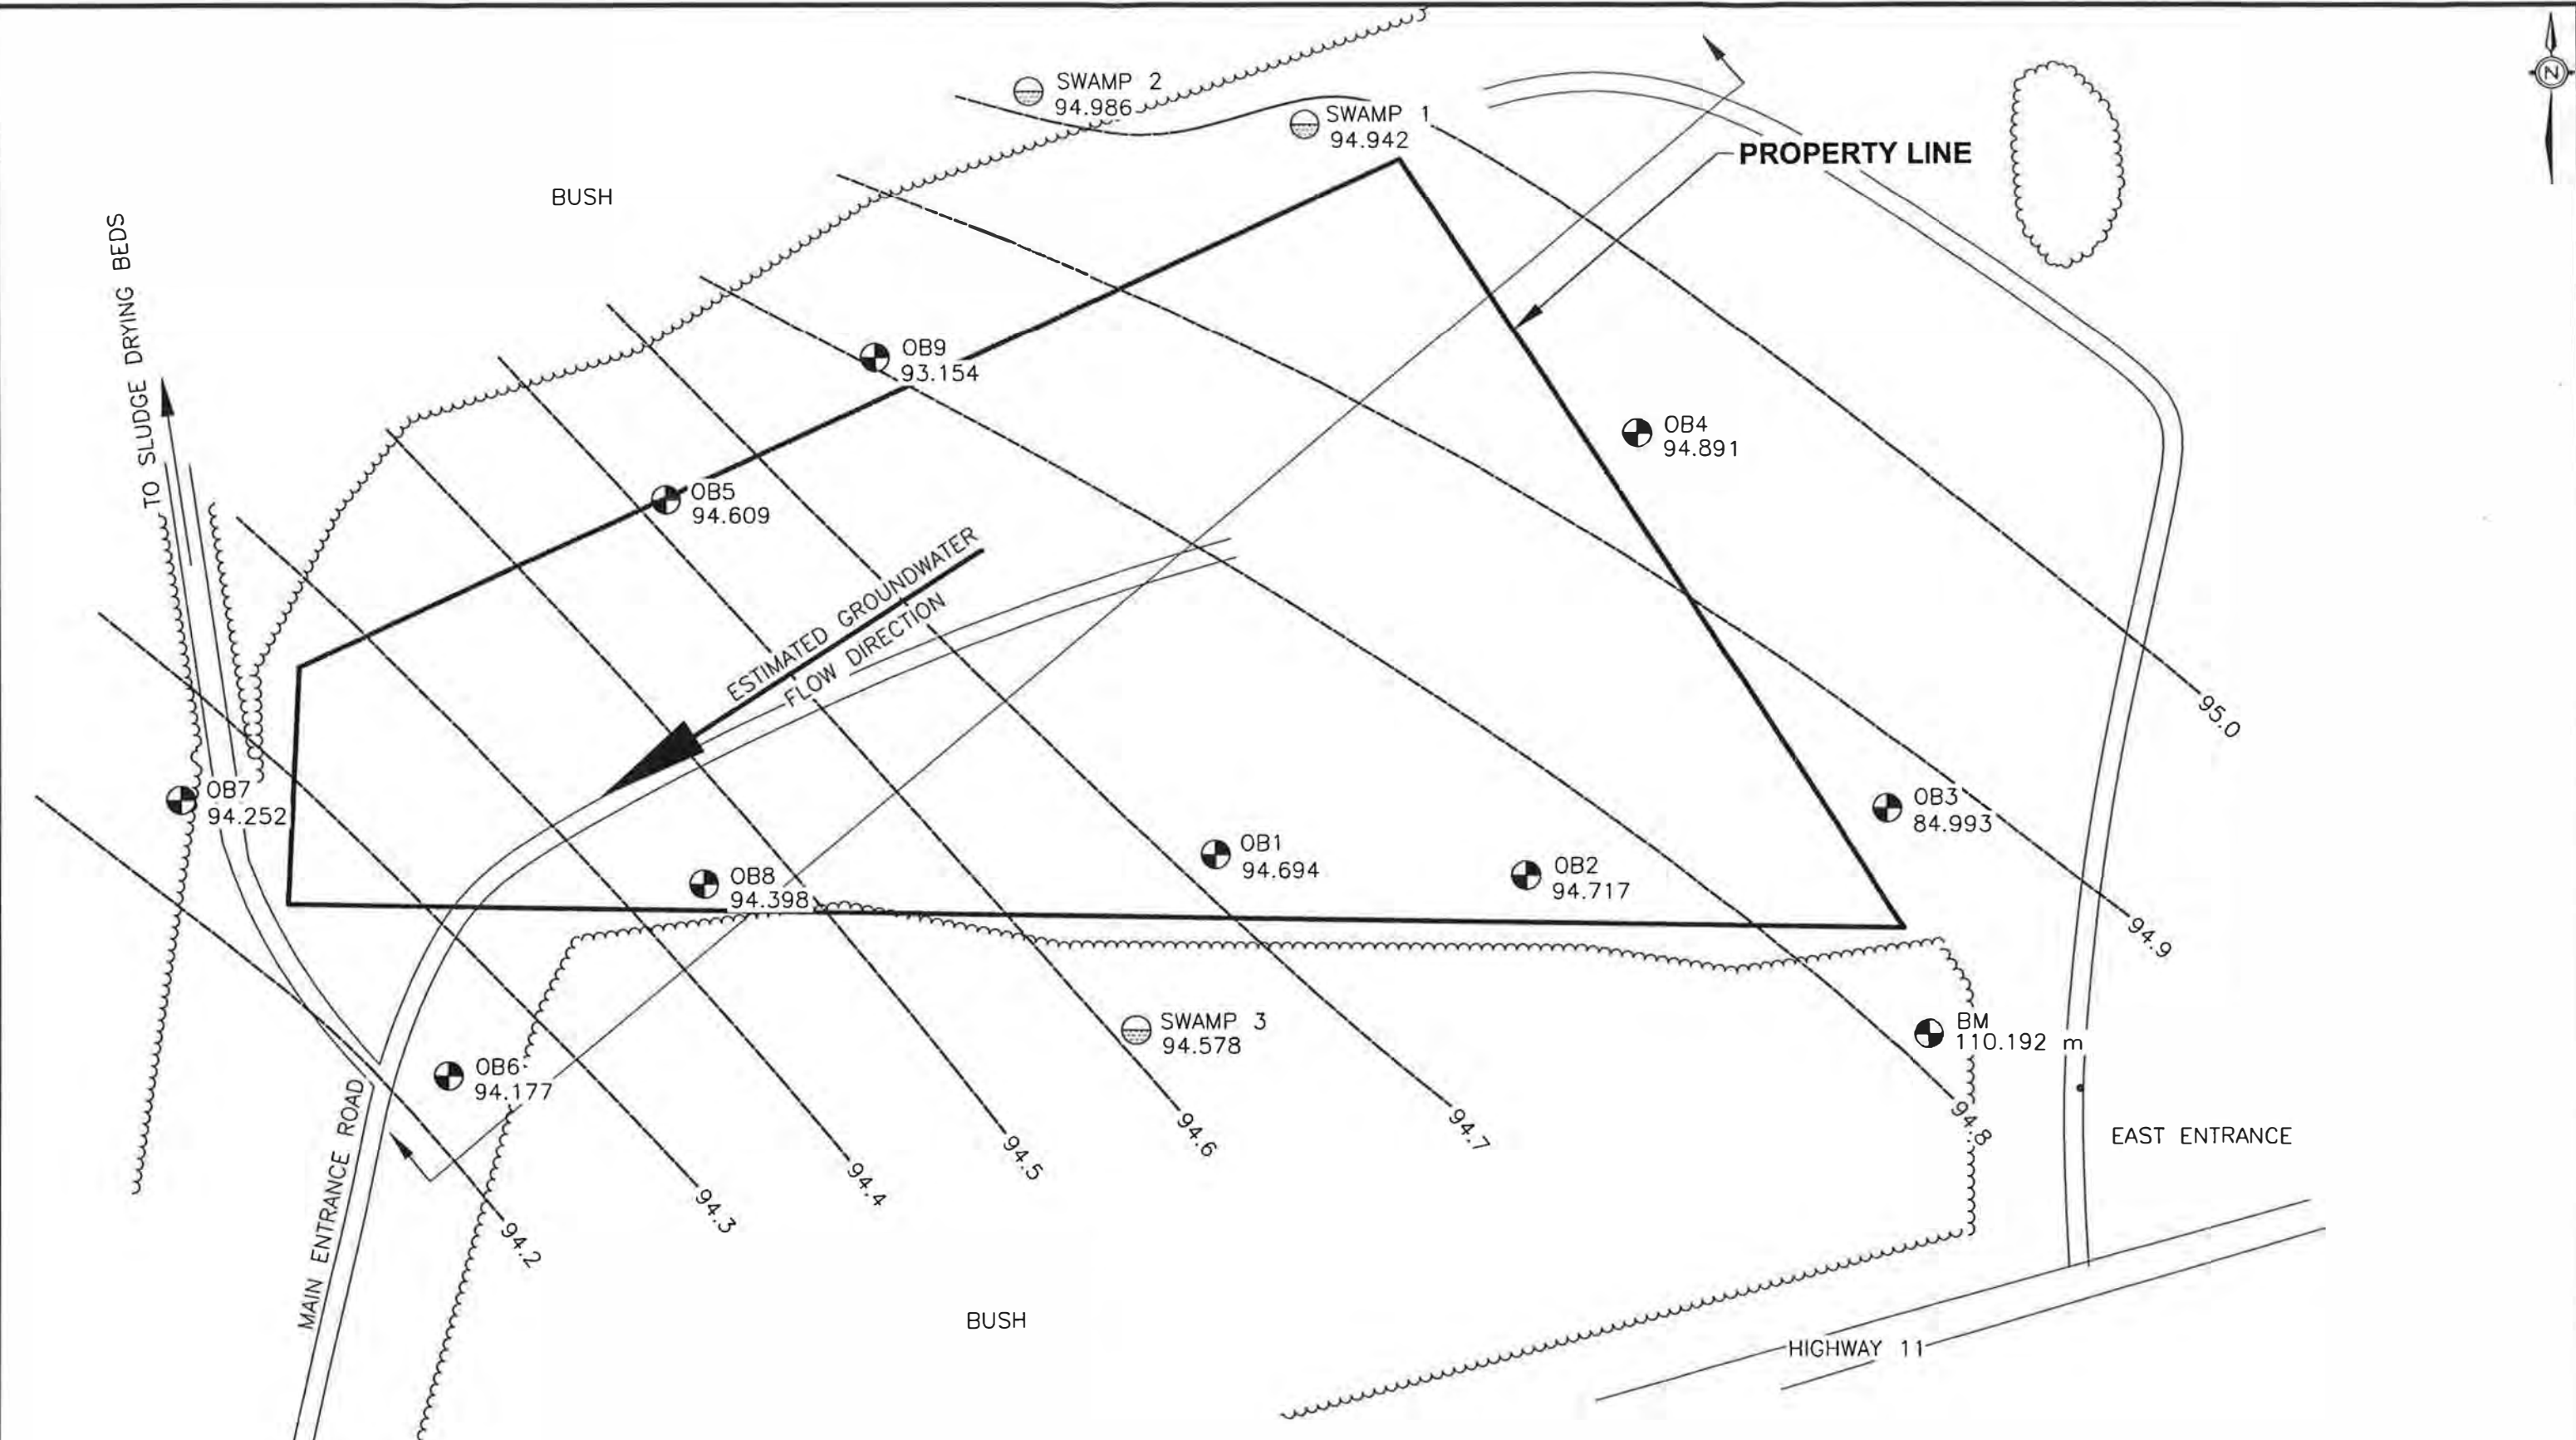 SWAMP 2
94.986
SWAMP 1
94.942
N
PROPERTY LINE
BUSH
TO SLUDGE DRYING BEDS
OB9
93.154
OB4
94.891
OB5
94.609
ESTIMATED GROUNDWATER
FLOW DIRECTION
95.0
OB7
94.252
OB3
84.993
OB1
94.694
OB2
94.717
OB8
94.398
94.9
SWAMP 3
94.578
BM
110.192 m
OB6
94.177
94.8
94.7
94.6
94.5
94.4
94.3
94.2
EAST ENTRANCE
MAIN ENTRANCE ROAD
BUSH
HIGHWAY 11